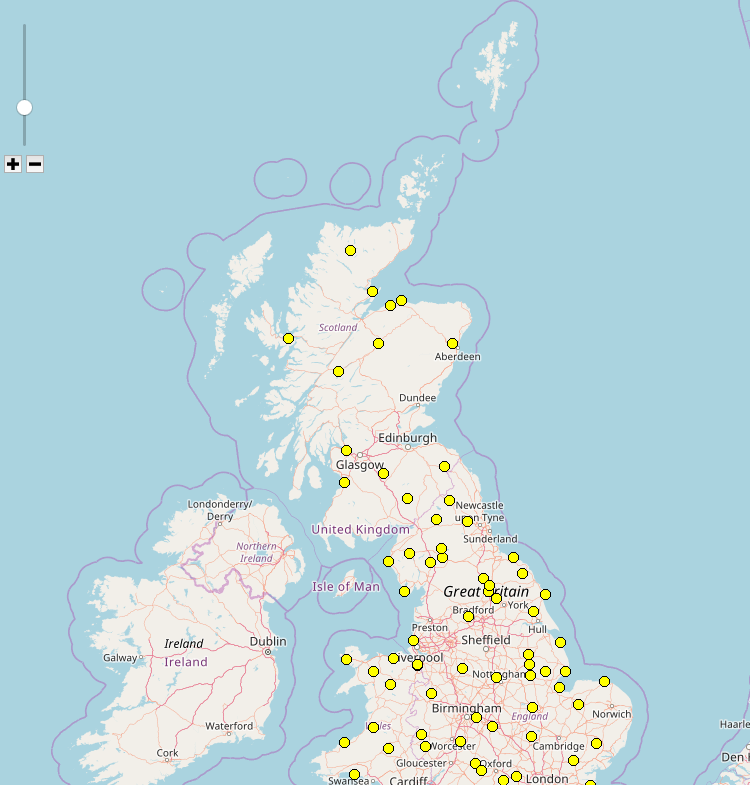 Scotland
Aberdeen
Dundee
Edinburgh
Glasgow
Londonderry/
Derry
Newcastle
upon Tyne
United Kingdom
Sunderland
Northern
Ireland
Isle of Man
Great Britain
Bradford
York
Preston
Hull
Ireland
Dublin
Sheffield
Galway
Ireland
Liverpool
Nottingham
Birmingham
Norwich
England
Waterford
Wales
Haarle
Worcester
Cambridge
Cork
Den H
Gloucester
Oxford
Swansea
Cardiff
London